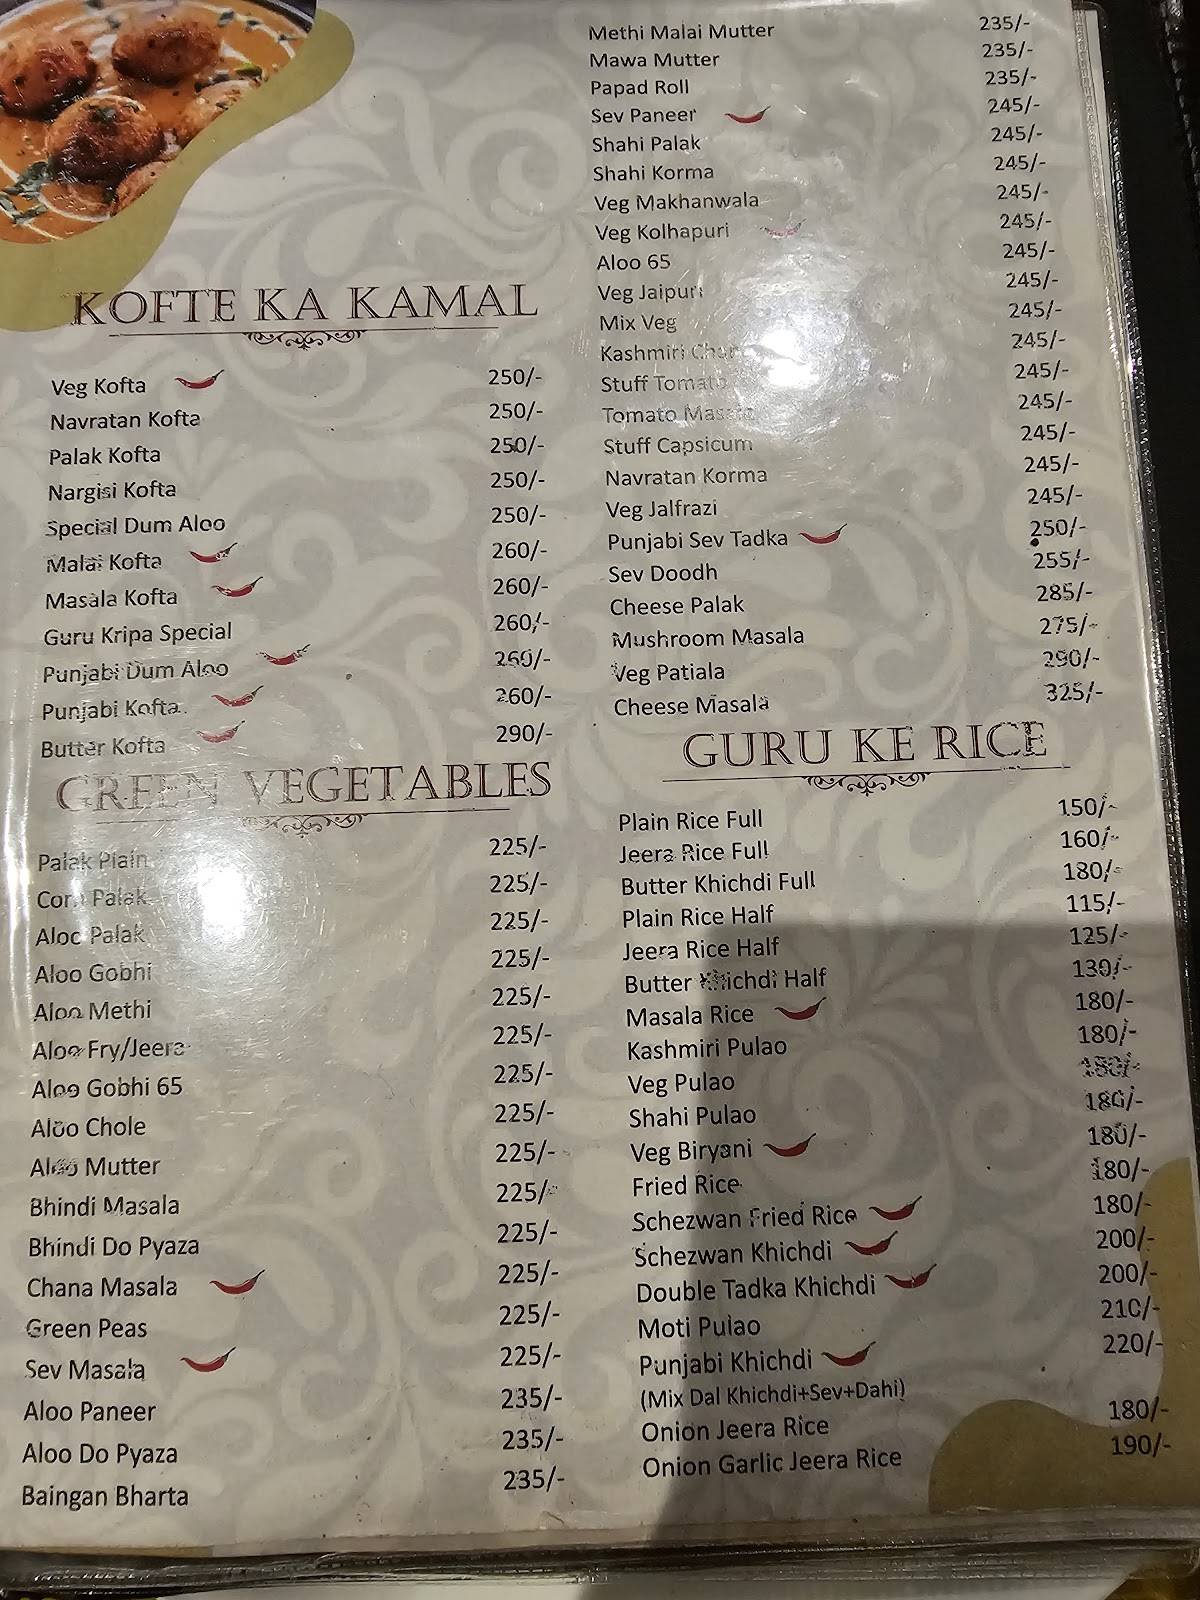 KOFTE KA KAMAL
Veg Kofta 250/-
Navratan Kofta 250/-
Palak Kofta 250/-
Nargisi Kofta 250/-
Special Dum Aloo 250/-
Malai Kofta 260/-
Masala Kofta 260/-
Guru Kripa Special 260/-
Punjabi Dum Aloo 260/-
Punjabi Kofta 260/-
Butter Kofta 290/-
GREEN VEGETABLES
Palak Plain 225/-
Corn Palak 225/-
Aloo Palak 225/-
Aloo Gobhi 225/-
Aloo Methi 225/-
Aloo Fry/Jeera 225/-
Aloo Gobhi 65 225/-
Aloo Chole 225/-
Aloo Mutter 225/-
Bhindi Masala 225/-
Bhindi Do Pyaza 225/-
Chana Masala 225/-
Green Peas 225/-
Sev Masala 225/-
Aloo Paneer 235/-
Aloo Do Pyaza 235/-
Baingan Bharta 235/-
Methi Malai Mutter 235/-
Mawa Mutter 235/-
Papad Roll 235/-
Sev Paneer 245/-
Shahi Palak 245/-
Shahi Korma 245/-
Veg Makhanwala 245/-
Veg Kolhapuri 245/-
Aloo 65 245/-
Veg Jaipuri 245/-
Mix Veg 245/-
Kashmiri 245/-
Stuff Tomato 245/-
Tomato Masala 245/-
Stuff Capsicum 245/-
Navratan Korma 245/-
Veg Jalfrazi 245/-
Punjabi Sev Tadka 250/-
Sev Doodh 255/-
Cheese Palak 285/-
Mushroom Masala 275/-
Veg Patiala 290/-
Cheese Masala 325/-
GURU KE RICE
Plain Rice Full 150/-
Jeera Rice Full 160/-
Butter Khichdi Full 180/-
Plain Rice Half 115/-
Jeera Rice Half 125/-
Butter Khichdi Half 130/-
Masala Rice 180/-
Kashmiri Pulao 180/-
Veg Pulao
Shahi Pulao 180/-
Veg Biryani 180/-
Fried Rice 180/-
Schezwan Fried Rice 180/-
Schezwan Khichdi 200/-
Double Tadka Khichdi 200/-
Moti Pulao 210/-
Punjabi Khichdi 220/-
(Mix Dal Khichdi+Sev+Dahi)
Onion Jeera Rice 180/-
Onion Garlic Jeera Rice 190/-